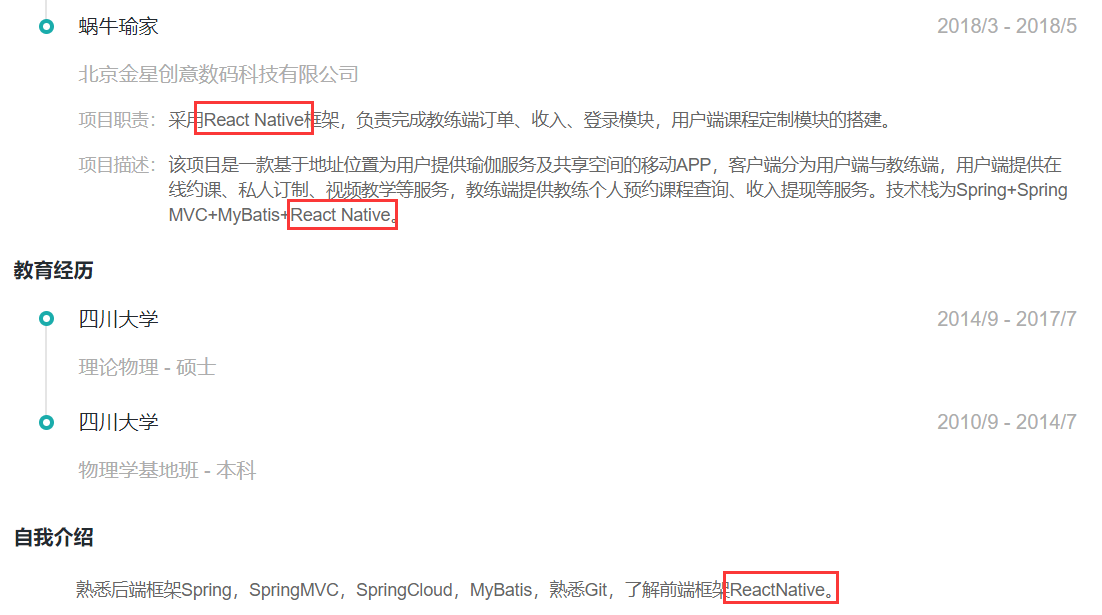 蜗牛瑜家 2018/3 - 2018/5
北京金星创意数码科技有限公司
项目职责: 采用React Native框架，负责完成教练端订单、收入、登录模块，用户端课程定制模块的搭建。
项目描述: 该项目是一款基于地址位置为用户提供瑜伽服务及共享空间的移动APP，客户端分为用户端与教练端，用户端提供在
线约课、私人订制、视频教学等服务，教练端提供教练个人预约课程查询、收入提现等服务。技术栈为Spring+Spring
MVC+MyBatis+React Native。
教育经历
四川大学 2014/9 - 2017/7
理论物理 - 硕士
四川大学 2010/9 - 2014/7
物理学基地班 - 本科
自我介绍
熟悉后端框架Spring，SpringMVC，SpringCloud，MyBatis，熟悉Git，了解前端框架ReactNative。